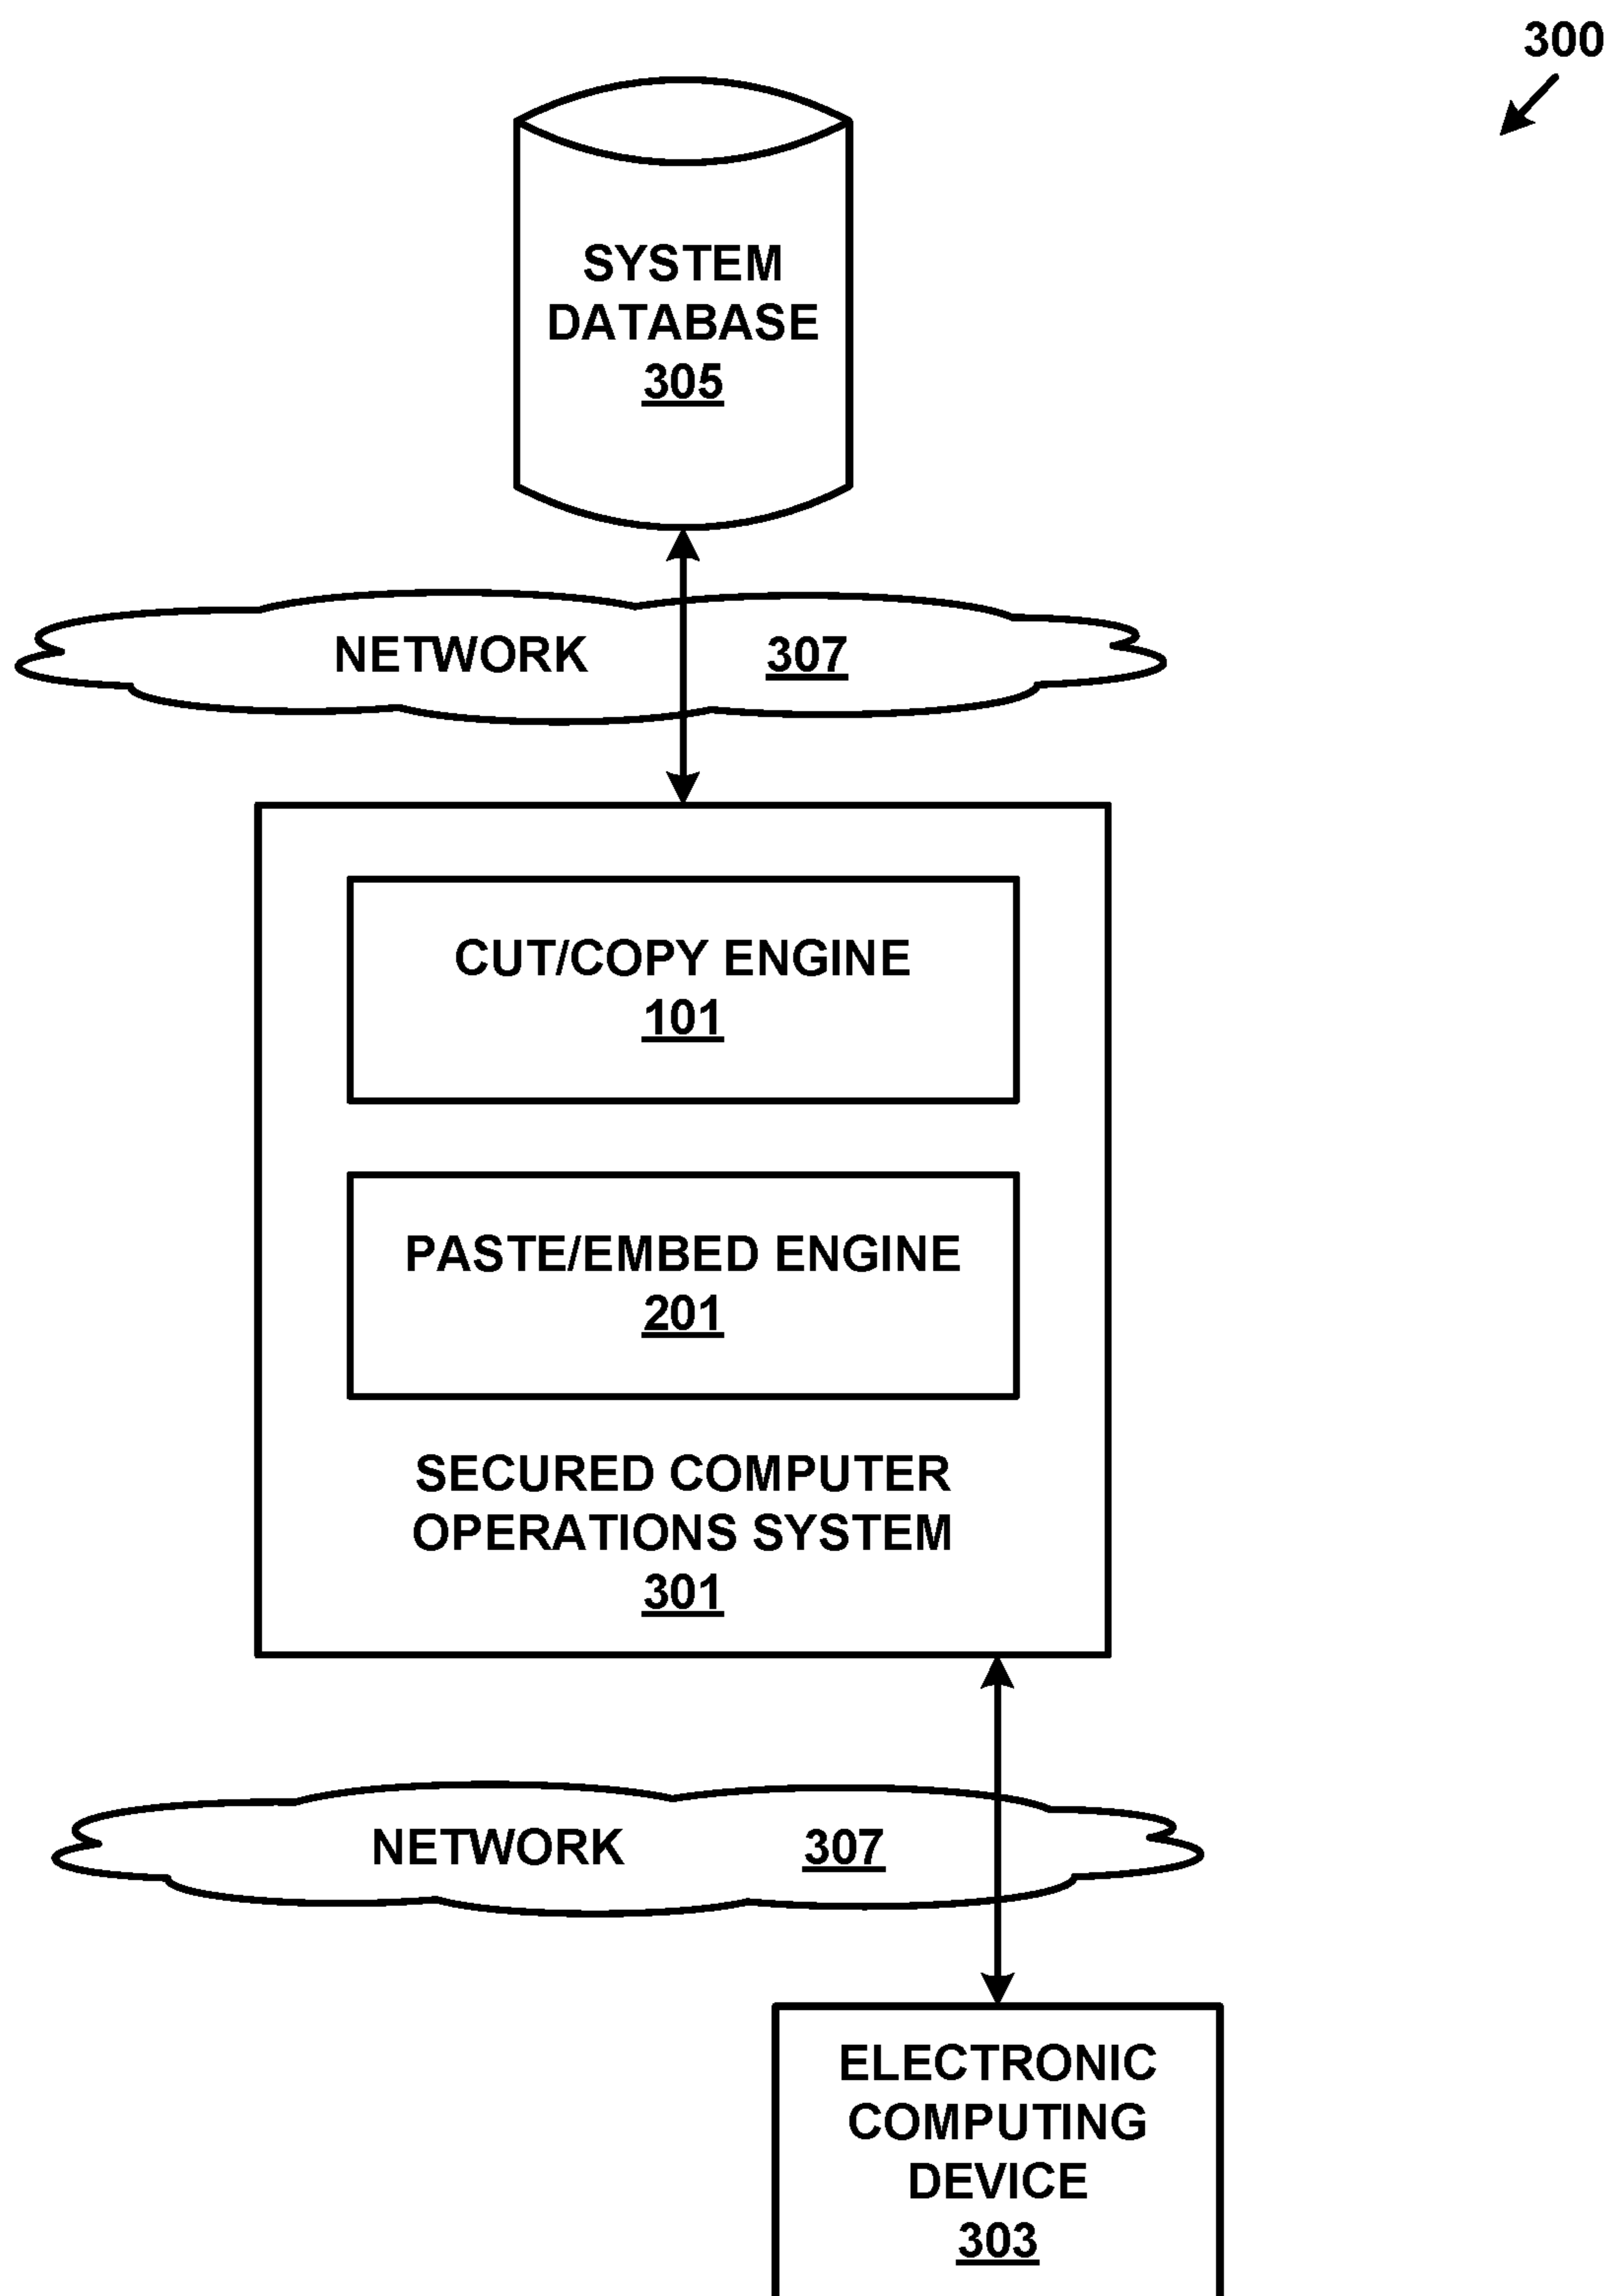 300
SYSTEM
DATABASE
305
NETWORK 307
CUT/COPY ENGINE
101
PASTE/EMBED ENGINE
201
SECURED COMPUTER
OPERATIONS SYSTEM
301
NETWORK 307
ELECTRONIC
COMPUTING
DEVICE
303